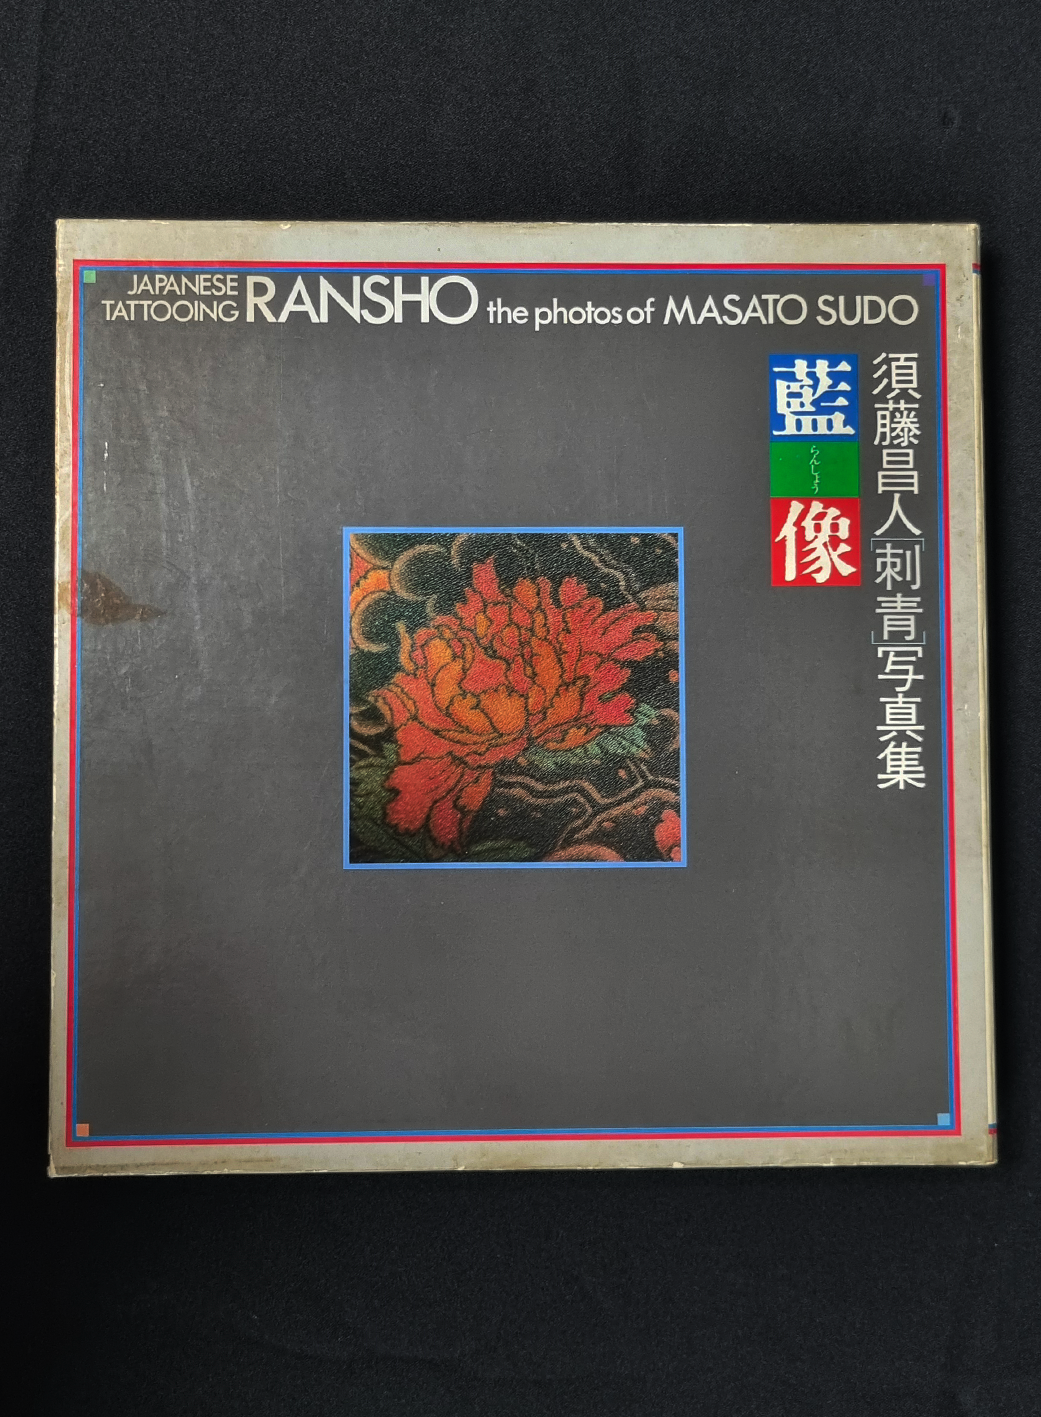 JAPANESE
TATTOOING RANSHO the photos of MASATO SUDO
須藤昌人[刺青]写真集
藍
らんしょう
像